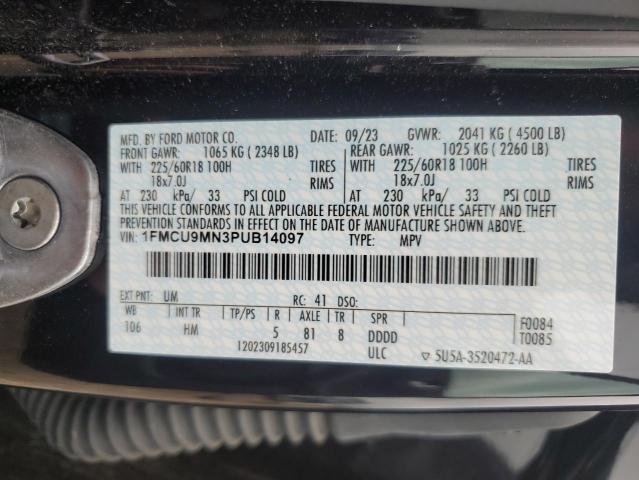 MFD. BY FORD MOTOR CO. DATE: 09/23 GVWR: 2041 KG ( 4500 LB)
FRONT GAWR: 1065 KG ( 2348 LB) REAR GAWR: 1025 KG ( 2260 LB)
WITH 225/60R18 100H TIRES WITH 225/60R18 100H TIRES
18x7.0J RIMS 18x7.0J RIMS
AT 230 kPa/ 33 PSI COLD AT 230 kPa/ 33 PSI COLD
THIS VEHICLE CONFORMS TO ALL APPLICABLE FEDERAL MOTOR VEHICLE SAFETY AND THEFT
PREVENTION STANDARDS IN EFFECT ON THE DATE OF MANUFACTURE SHOWN ABOVE.
VIN: 1FMCU9MN3PUB14097 TYPE: MPV
EXT PNT: UM RC: 41 DSO:
WB INT TR TP/PS R AXLE TR SPR F0084
106 HM 5 81 8 DDDD T0085
1202309185457 ULC ▽ 5U5A-3520472-AA